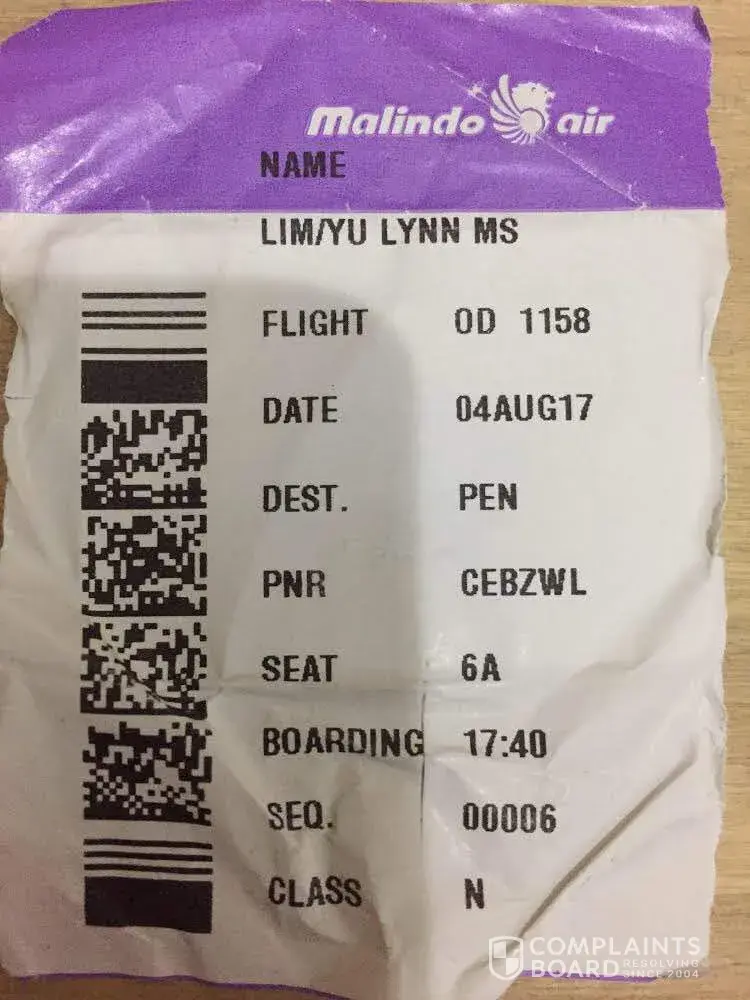 Malindo air
NAME
LIM/YU LYNN MS
FLIGHT OD 1158
DATE 04AUG17
DEST. PEN
PNR CEBZWL
SEAT 6A
BOARDING 17:40
SEQ. 00006
CLASS N
COMPLAINTS
BOARD RESOLVING
SINCE 2004